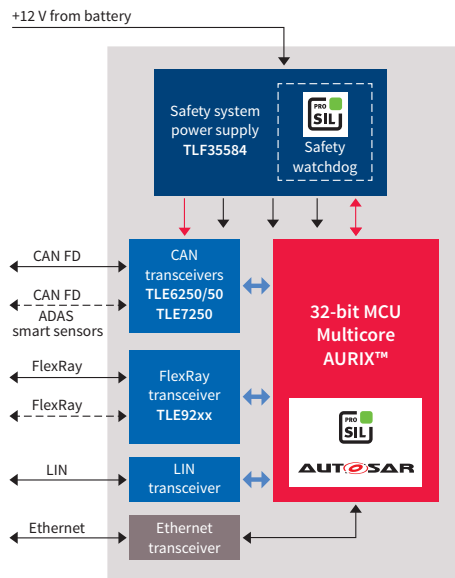 +12 V from battery
Safety system
power supply
TLF35584
PRO
SIL
Safety
watchdog
CAN FD
CAN FD
ADAS
smart sensors
CAN
transceivers
TLE6250/50
TLE7250
32-bit MCU
Multicore
AURIX™
PRO
SIL
AUTOSAR
FlexRay
FlexRay
FlexRay
transceiver
TLE92xx
LIN
LIN
transceiver
Ethernet
Ethernet
transceiver